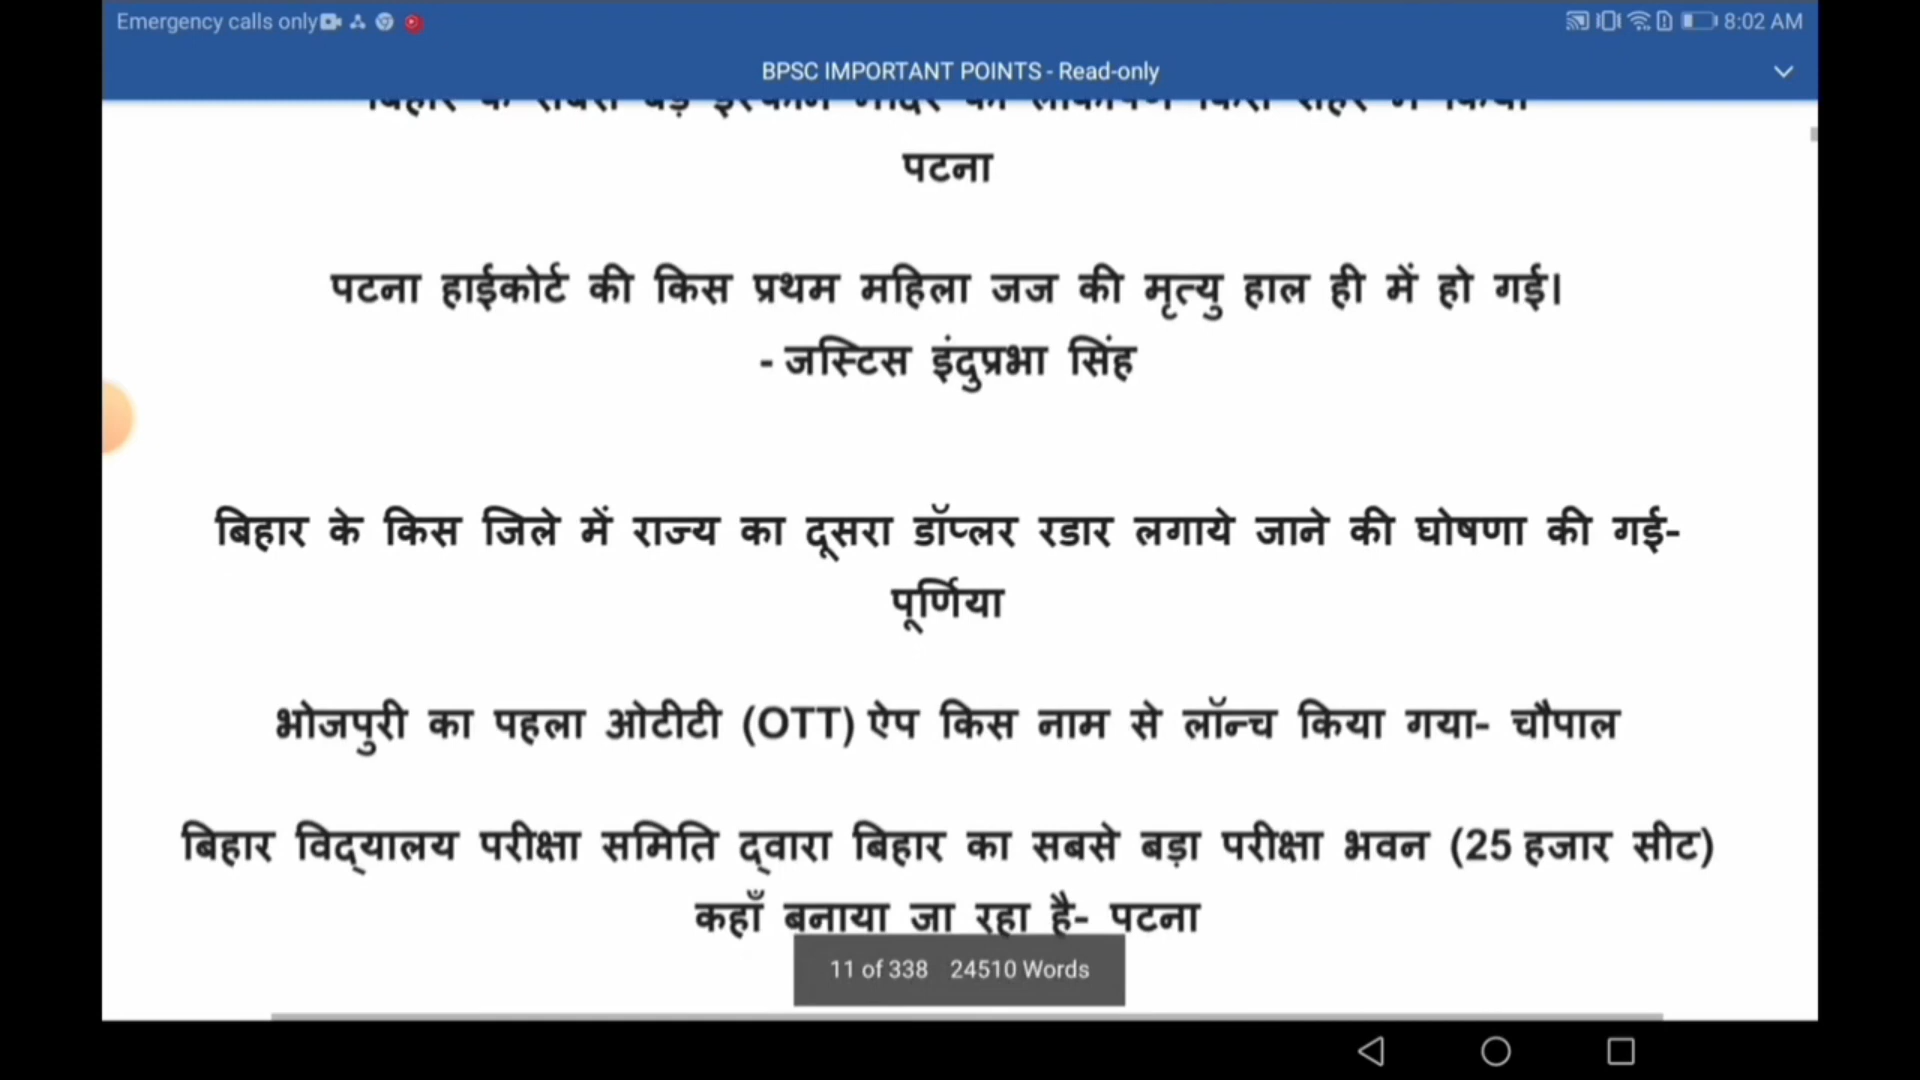 Emergency calls only
8:02 AM
BPSC IMPORTANT POINTS - Read-only
पटना
पटना हाईकोर्ट की किस प्रथम महिला जज की मृत्यु हाल ही में हो गई।
- जस्टिस इंदुप्रभा सिंह
बिहार के किस जिले में राज्य का दूसरा डॉप्लर रडार लगाये जाने की घोषणा की गई-
पूर्णिया
भोजपुरी का पहला ओटीटी (OTT) ऐप किस नाम से लॉन्च किया गया- चौपाल
बिहार विद्यालय परीक्षा समिति द्वारा बिहार का सबसे बड़ा परीक्षा भवन (25 हजार सीट)
कहाँ बनाया जा रहा है- पटना
11 of 338 24510 Words